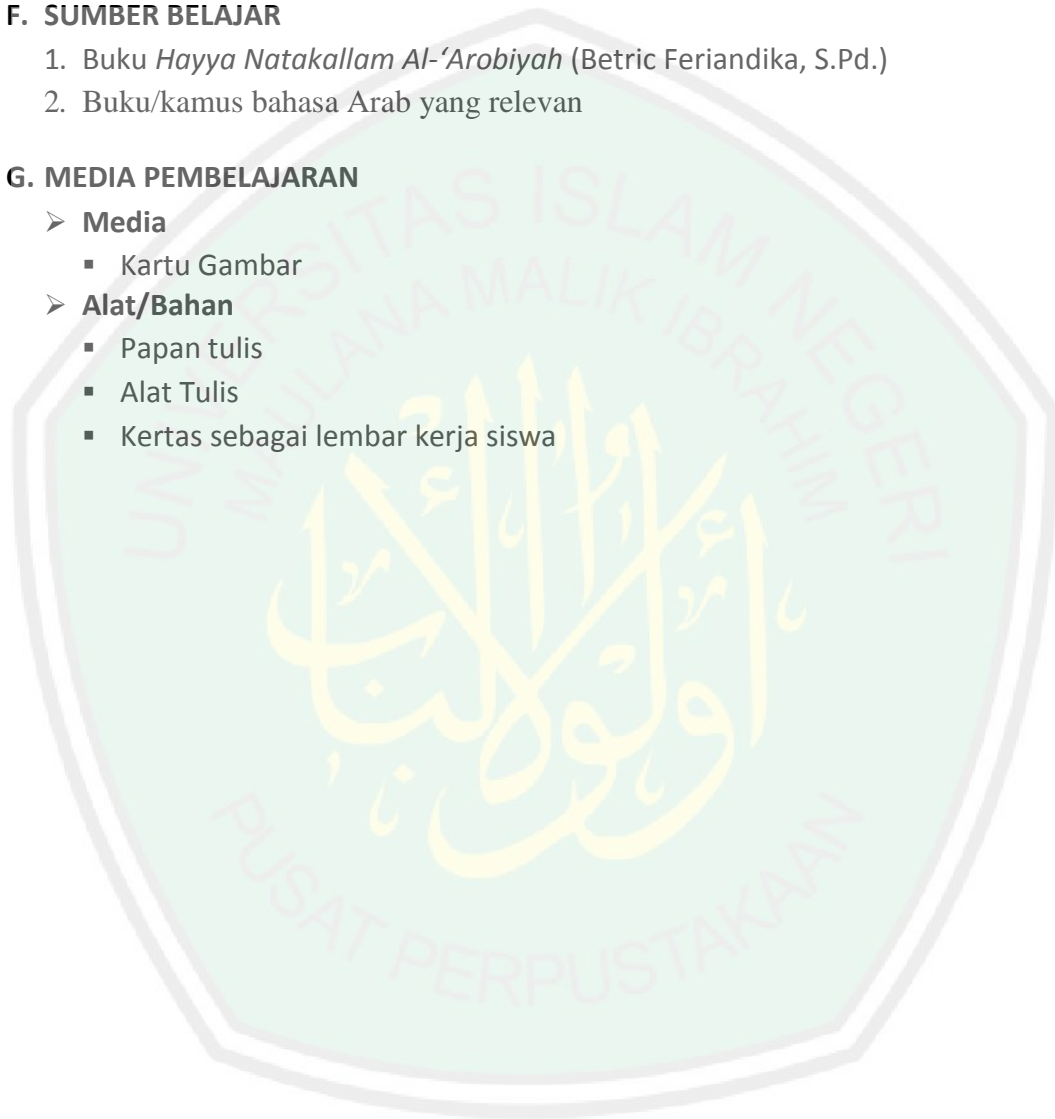 F. SUMBER BELAJAR
1. Buku Hayya Natakallam Al-‘Arobiyah (Betric Feriandika, S.Pd.)
2. Buku/kamus bahasa Arab yang relevan
G. MEDIA PEMBELAJARAN
➢ Media
▪ Kartu Gambar
➢ Alat/Bahan
▪ Papan tulis
▪ Alat Tulis
▪ Kertas sebagai lembar kerja siswa
UNIVERSITAS ISLAM NEGERI
MAULANA MALIK IBRAHIM
أولوا الألباب
PUSAT PERPUSTAKAAN